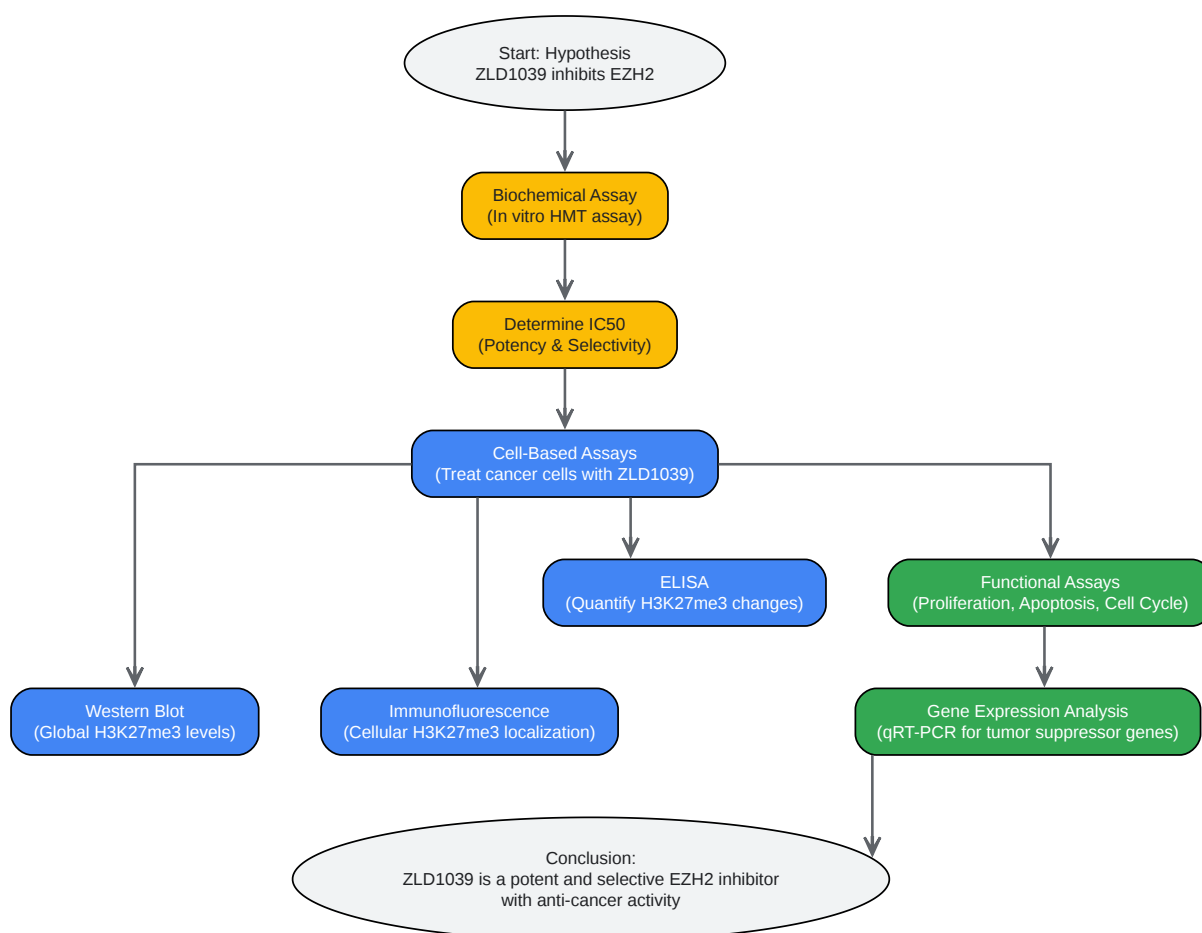 Start: Hypothesis
ZLD1039 inhibits EZH2
Biochemical Assay
(In vitro HMT assay)
Determine IC50
(Potency & Selectivity)
Cell-Based Assays
(Treat cancer cells with ZLD1039)
ELISA
(Quantify H3K27me3 changes)
Functional Assays
(Proliferation, Apoptosis, Cell Cycle)
Western Blot
(Global H3K27me3 levels)
Immunofluorescence
(Cellular H3K27me3 localization)
Gene Expression Analysis
(qRT-PCR for tumor suppressor genes)
Conclusion:
ZLD1039 is a potent and selective EZH2 inhibitor
with anti-cancer activity